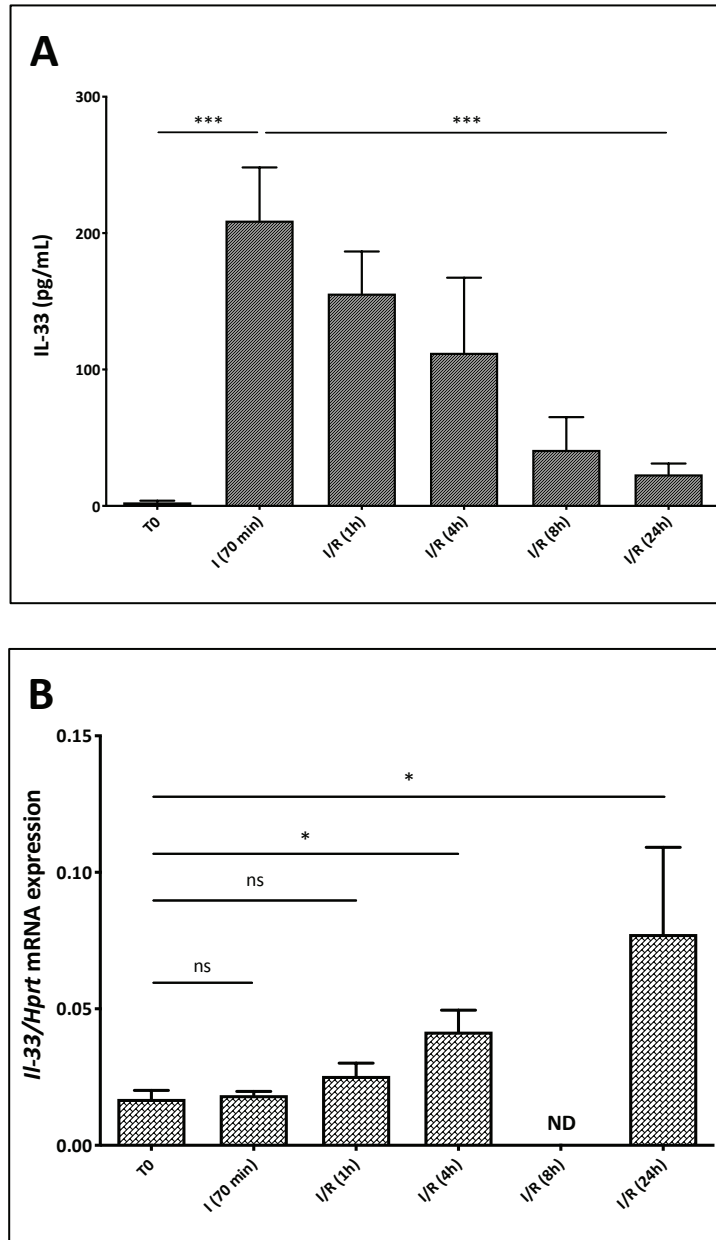 A
IL-33 (pg/mL)
300
200
100
0
***
***
T0
I (70 min)
I/R (1h)
I/R (4h)
I/R (8h)
I/R (24h)
B
Il-33/Hprt mRNA expression
0.15
0.10
0.05
0.00
*
*
ns
ns
ND
T0
I (70 min)
I/R (1h)
I/R (4h)
I/R (8h)
I/R (24h)